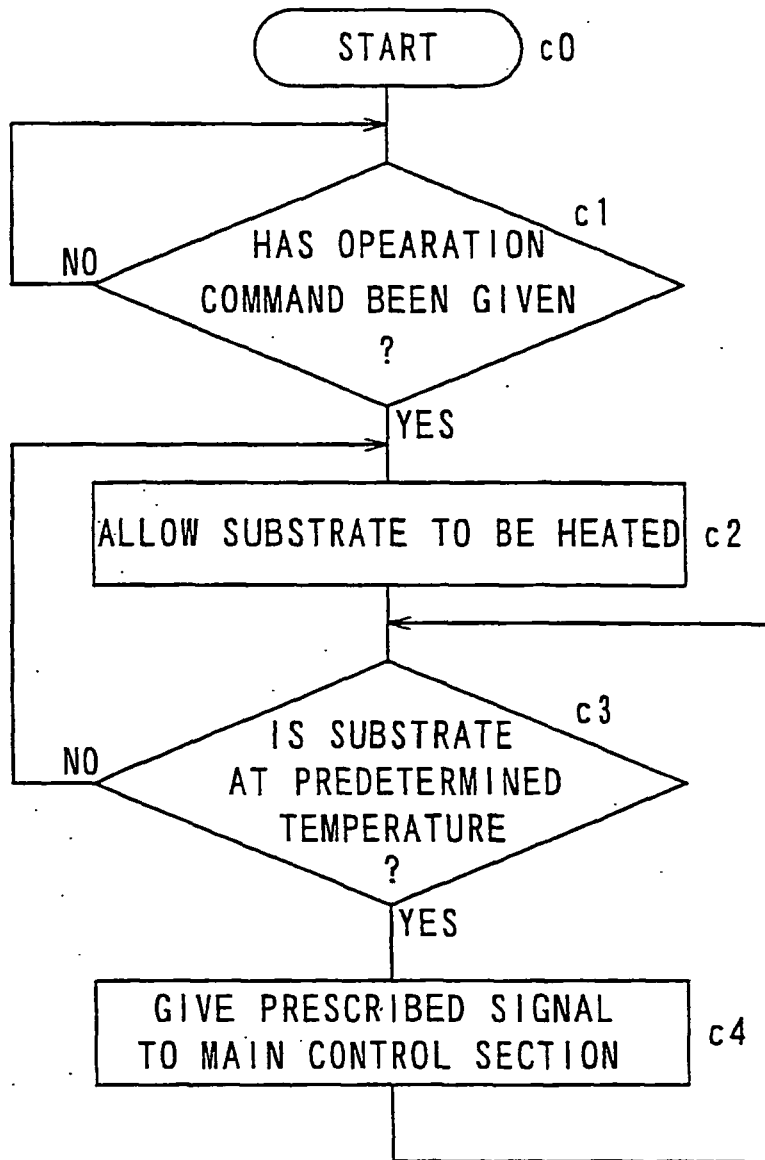 START
c0
c1
HAS OPEARATION
COMMAND BEEN GIVEN
?
NO
YES
ALLOW SUBSTRATE TO BE HEATED
c2
c3
IS SUBSTRATE
AT PREDETERMINED
TEMPERATURE
?
NO
YES
GIVE PRESCRIBED SIGNAL
TO MAIN CONTROL SECTION
c4